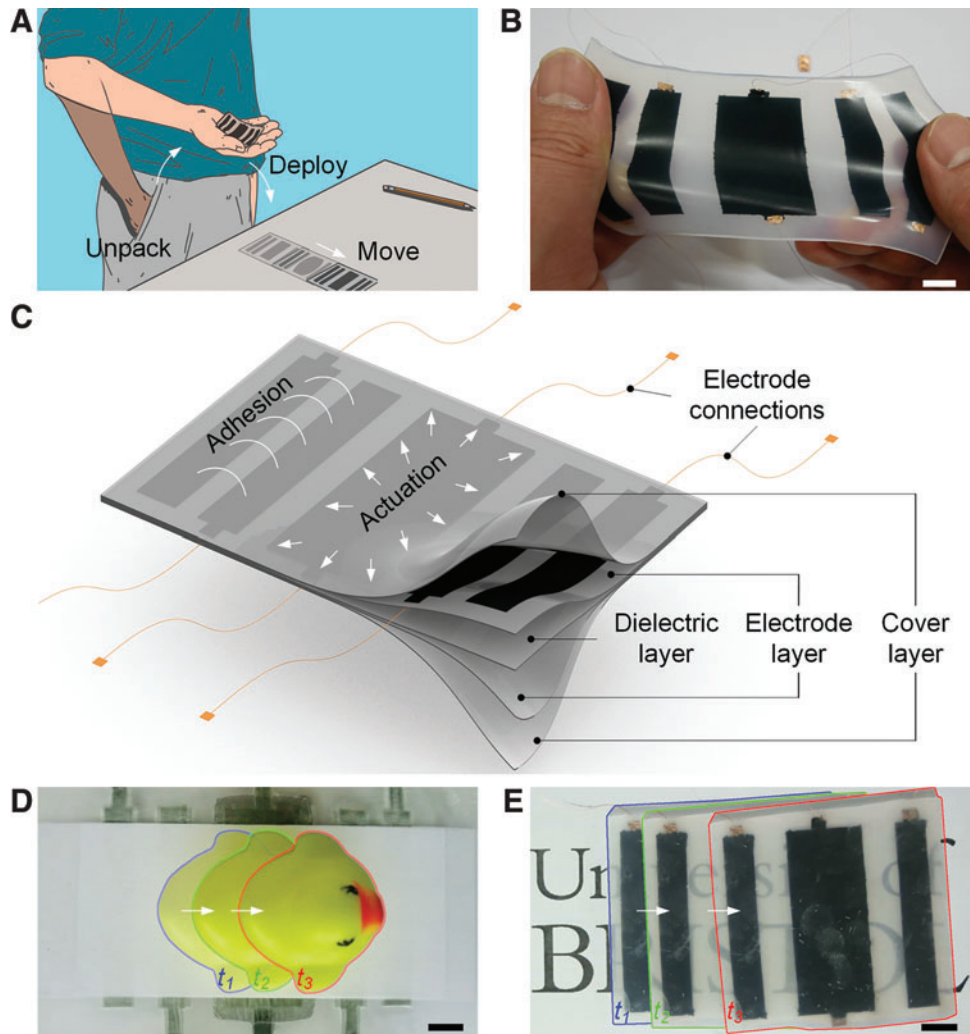 A
Unpack
Deploy
Move
B
C
Adhesion
Actuation
Electrode
connections
Dielectric
layer
Electrode
layer
Cover
layer
D
t1
t2
t3
E
t1
t2
t3